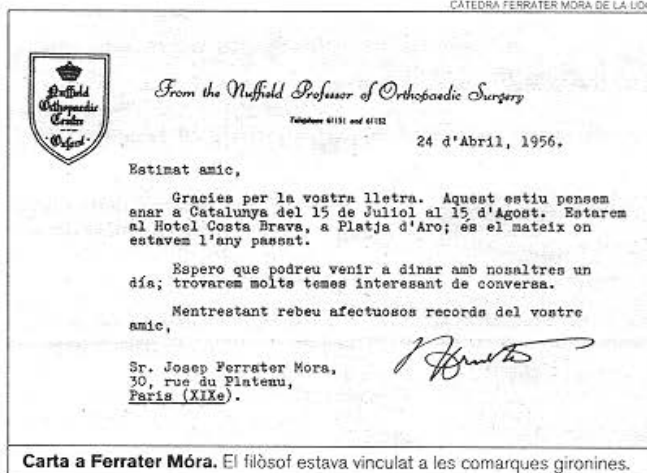 CÀTEDRA FERRATER MORA DE LA UDG
Nuffield
Orthopaedic
Centre
Oxford
From the Nuffield Professor of Orthopaedic Surgery
Telephone 61151 and 61152
24 d'Abril, 1956.
Estimat amic,
Gracies per la vostra lletra. Aquest estiu pensem
anar a Catalunya del 15 de Juliol al 15 d'Agost. Estarem
al Hotel Costa Brava, a Platja d'Aro; es el mateix on
estavem l'any passat.
Espero que podreu venir a dinar amb nosaltres un
día; trovarem molts temes interesant de conversa.
Mentrestant rebeu afectuosos records del vostre
amic,
Sr. Josep Ferrater Mora,
30, rue du Plateau,
Paris (XIXe).
Carta a Ferrater Móra. El filòsof estava vinculat a les comarques gironines.